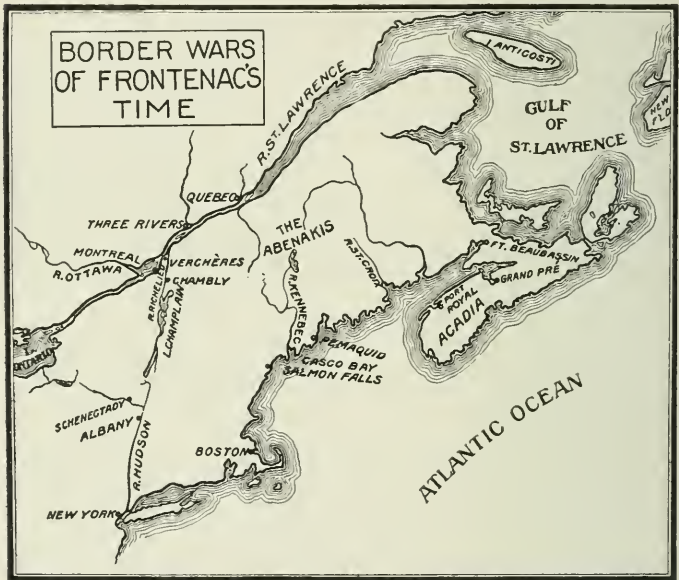 BORDER WARS
OF FRONTENAC'S
TIME
I. ANTICOSTI
GULF
OF
ST. LAWRENCE
NEW
R. ST. LAWRENCE
QUEBEC
THREE RIVERS
MONTREAL
R. OTTAWA
VERCHÈRES
CHAMBLY
R. RICHELIEU
L. CHAMPLAIN
THE
ABENAKIS
R. KENNEBEC
R. ST. CROIX
FT. BEAUBASSIN
GRAND PRÉ
PORT
ROYAL
ACADIA
PEMAQUID
CASCO BAY
SALMON FALLS
ONTARIO
SCHENECTADY
ALBANY
R. HUDSON
BOSTON
NEW YORK
ATLANTIC OCEAN